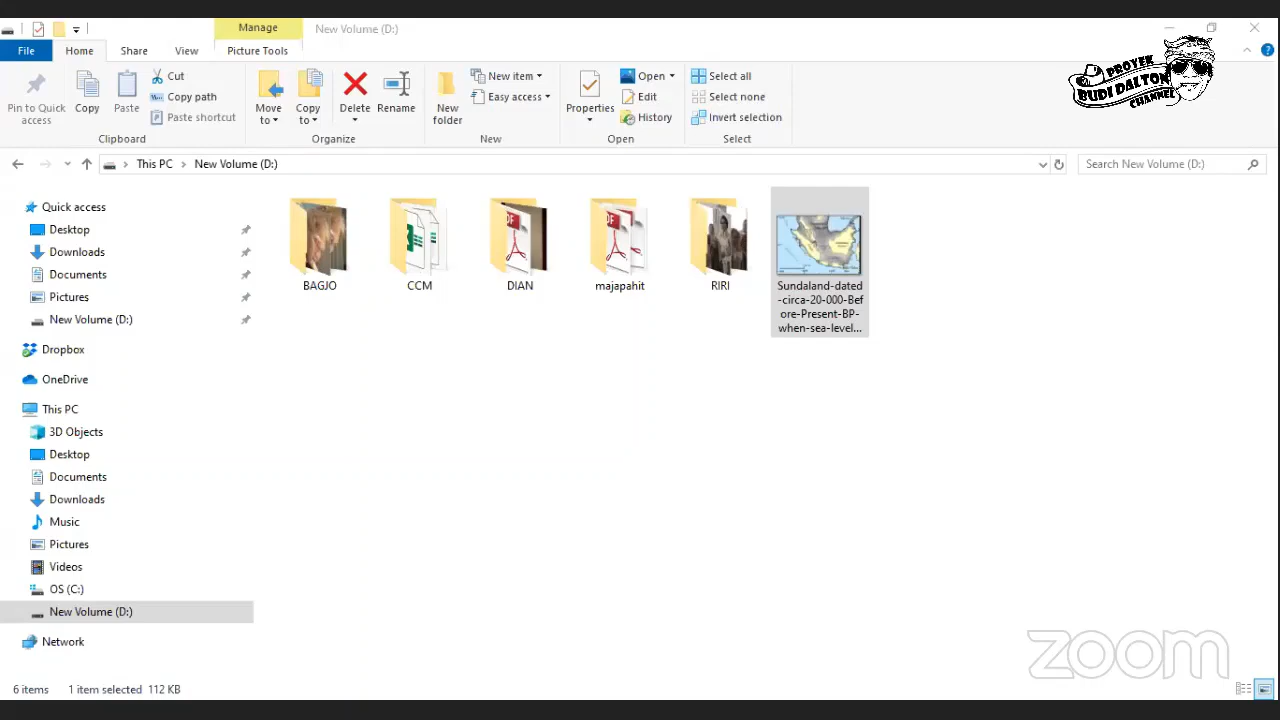 Manage
New Volume (D:)
File
Home
Share
View
Picture Tools
PROYEK
BUDI DALTON
CHANNEL
Pin to Quick
access
Copy
Paste
Cut
Copy path
Paste shortcut
Clipboard
Move
to
Copy
to
Delete
Rename
Organize
New
folder
New item
Easy access
New
Properties
Open
Edit
History
Open
Select all
Select none
Invert selection
Select
This PC
New Volume (D:)
Search New Volume (D:)
Quick access
Desktop
Downloads
Documents
Pictures
New Volume (D:)
Dropbox
OneDrive
This PC
3D Objects
Desktop
Documents
Downloads
Music
Pictures
Videos
OS (C:)
New Volume (D:)
Network
BAGJO
CCM
DIAN
majapahit
RIRI
Sundaland-dated
-circa-20-000-Bef
ore-Present-BP-
when-sea-level...
zoom
6 items
1 item selected 112 KB